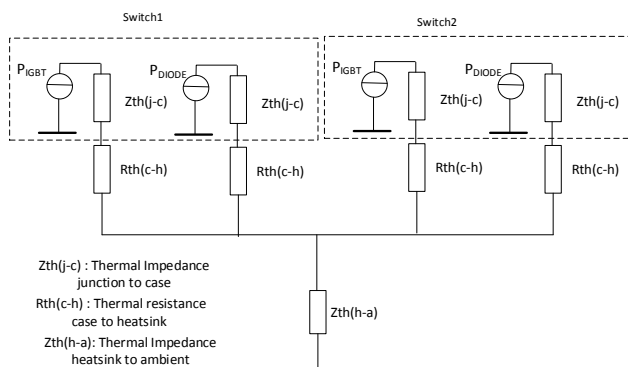 Switch1
Switch2
PIGBT
PDIODE
PIGBT
PDIODE
Zth(j-c)
Zth(j-c)
Zth(j-c)
Zth(j-c)
Rth(c-h)
Rth(c-h)
Rth(c-h)
Rth(c-h)
Zth(j-c) : Thermal Impedance
junction to case
Rth(c-h) : Thermal resistance
case to heatsink
Zth(h-a): Thermal Impedance
heatsink to ambient
Zth(h-a)